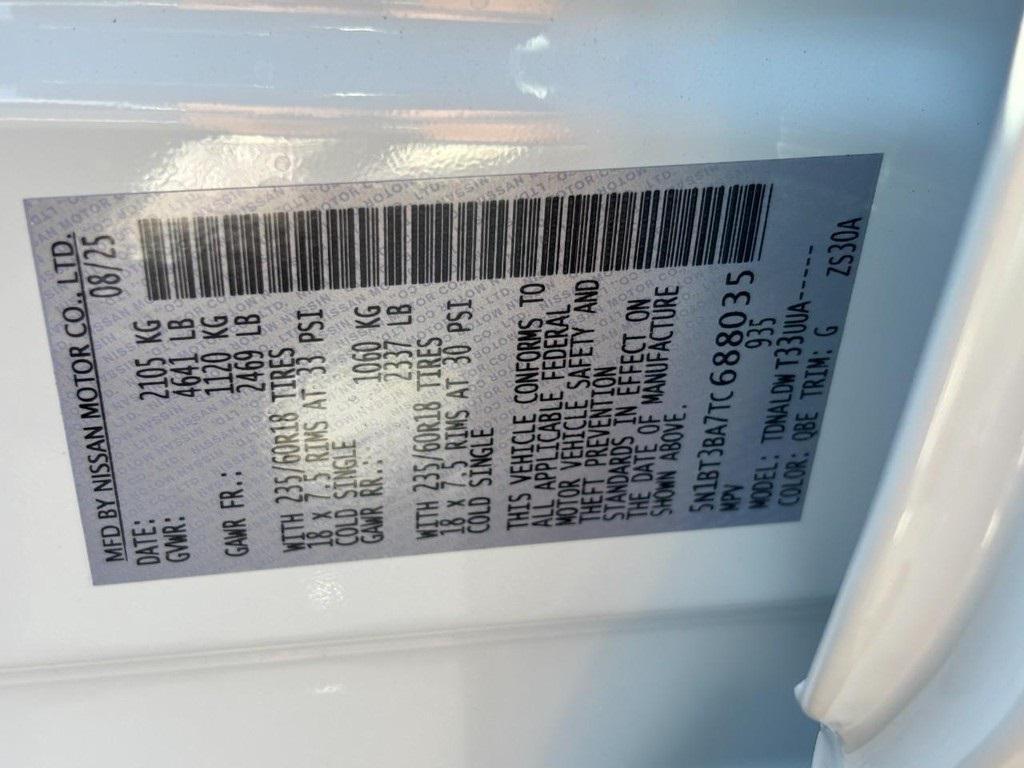 MFD BY NISSAN MOTOR CO., LTD.
DATE: 08/25
GVWR: 2105 KG
4641 LB
GAWR FR.: 1120 KG
2469 LB
WITH 235/60R18 TIRES
18 X 7.5 RIMS AT 33 PSI
COLD SINGLE
GAWR RR.: 1060 KG
2337 LB
WITH 235/60R18 TIRES
18 X 7.5 RIMS AT 30 PSI
COLD SINGLE
THIS VEHICLE CONFORMS TO
ALL APPLICABLE FEDERAL
MOTOR VEHICLE SAFETY AND
THEFT PREVENTION
STANDARDS IN EFFECT ON
THE DATE OF MANUFACTURE
SHOWN ABOVE.
5N1BT3BA7TC688035
MPV 935
MODEL: TDNALDW T33UUA-----
COLOR: QBE TRIM: G ZS30A